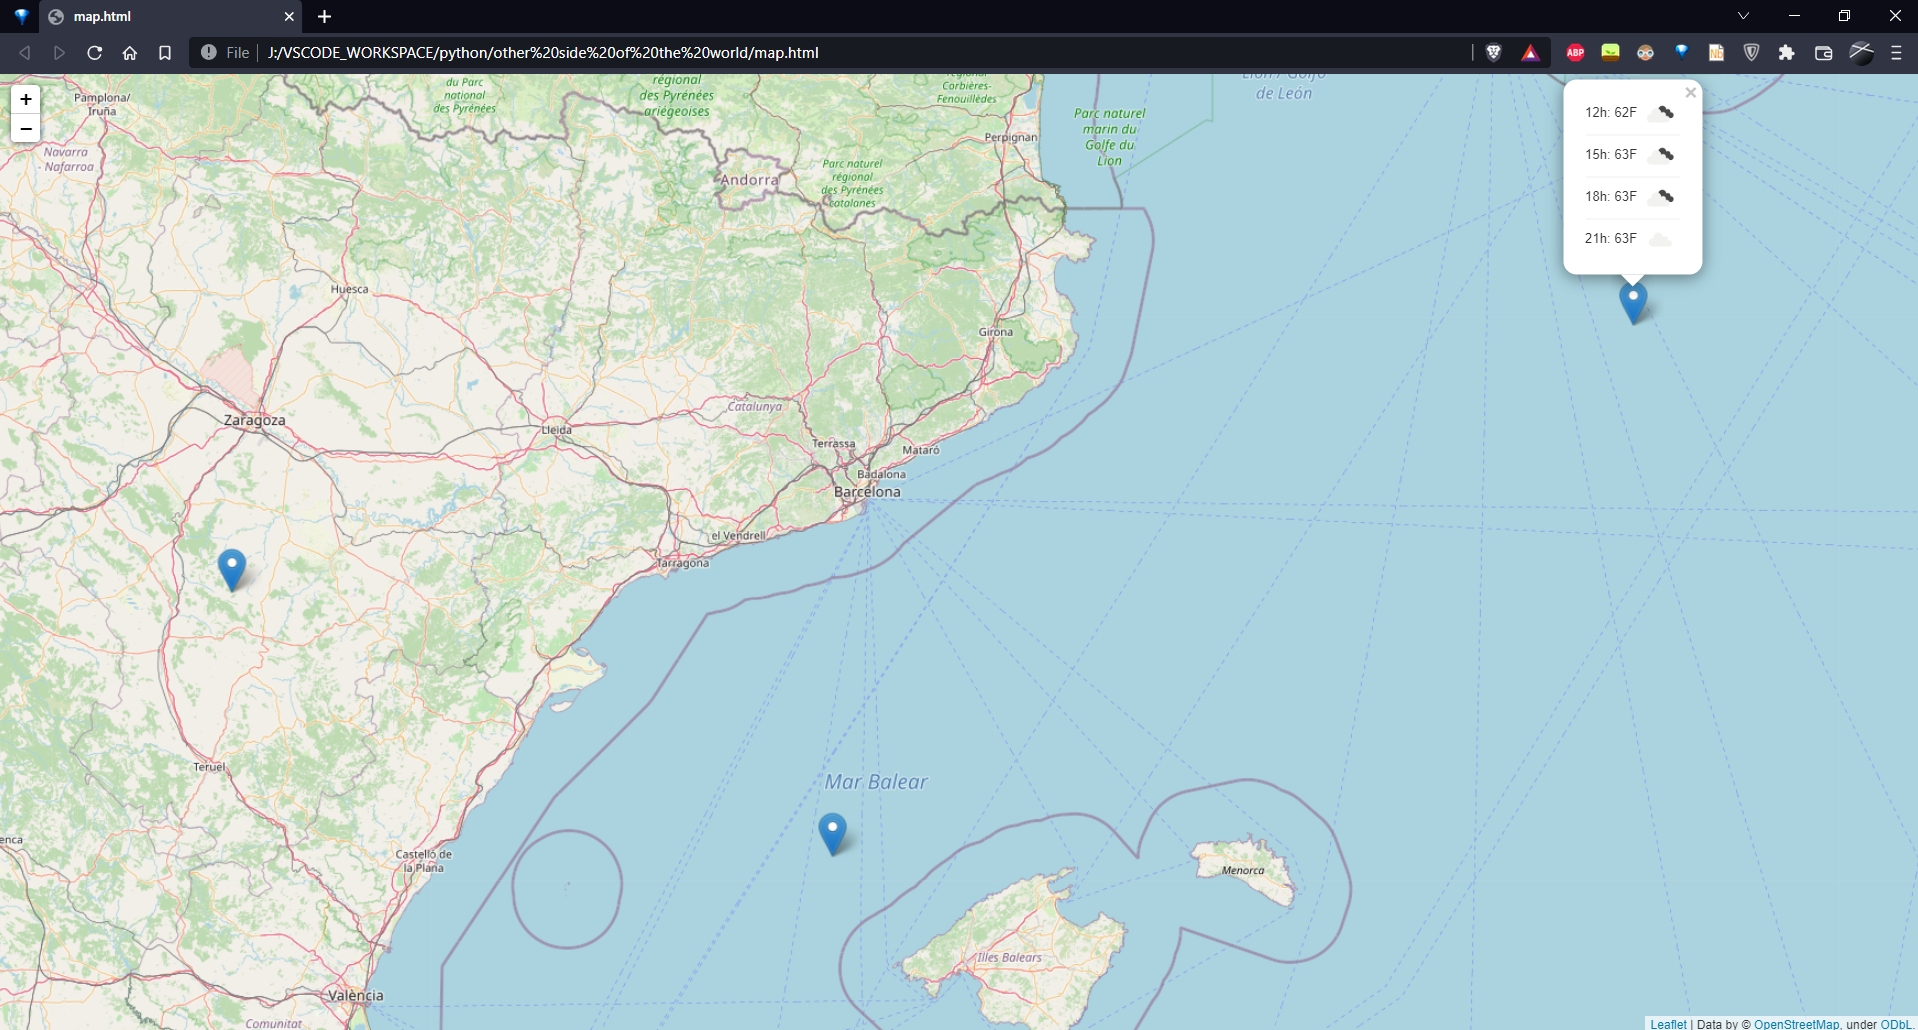 map.html
File
J:/VSCODE_WORKSPACE/python/other%20side%20of%20the%20world/map.html
ABP
Nb
+
−
Pamplona/
Iruña
Navarra
- Nafarroa
du Parc
national
des Pyrénées
régional
des Pyrénées
ariégeoises
régional
Corbières-
Fenouillèdes
Perpignan
Parc naturel
marin du
Golfe du
Lion
Lion / Golfo
de León
Andorra
Parc naturel
régional
des Pyrénées
catalanes
12h: 62F
15h: 63F
18h: 63F
21h: 63F
Huesca
Girona
Zaragoza
Catalunya
Lleida
Terrassa
Mataró
Badalona
Barcelona
el Vendrell
Tarragona
Teruel
Mar Balear
enca
Castelló de
la Plana
Menorca
Illes Balears
València
Comunitat
Leaflet | Data by © OpenStreetMap, under ODbL.